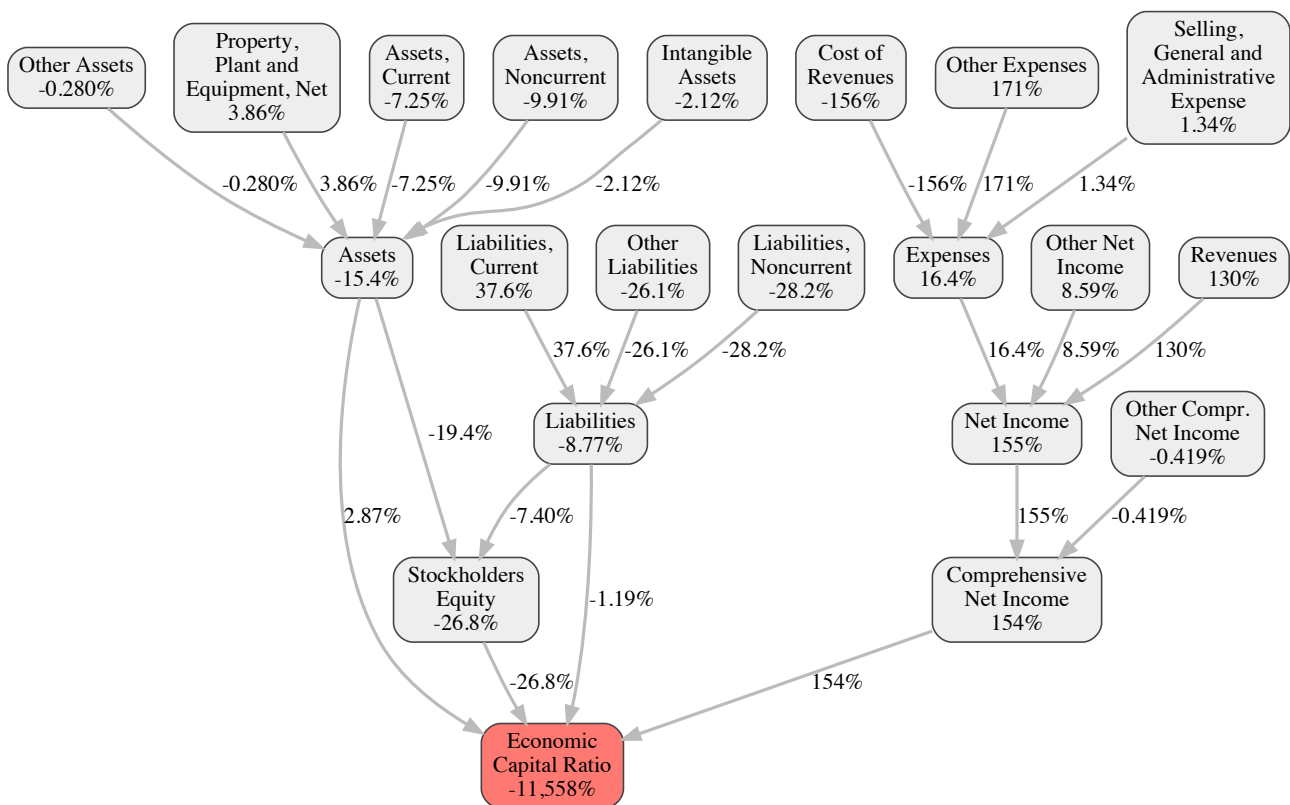 Other Assets
-0.280%
Property,
Plant and
Equipment, Net
3.86%
Assets,
Current
-7.25%
Assets,
Noncurrent
-9.91%
Intangible
Assets
-2.12%
Cost of
Revenues
-156%
Other Expenses
171%
Selling,
General and
Administrative
Expense
1.34%
-0.280%
3.86%
-7.25%
-9.91%
-2.12%
-156%
171%
1.34%
Assets
-15.4%
Liabilities,
Current
37.6%
Other
Liabilities
-26.1%
Liabilities,
Noncurrent
-28.2%
Expenses
16.4%
Other Net
Income
8.59%
Revenues
130%
37.6%
-26.1%
-28.2%
16.4%
8.59%
130%
-19.4%
Liabilities
-8.77%
Net Income
155%
Other Compr.
Net Income
-0.419%
2.87%
-7.40%
155%
-0.419%
Stockholders
Equity
-26.8%
-1.19%
Comprehensive
Net Income
154%
-26.8%
154%
Economic
Capital Ratio
-11,558%